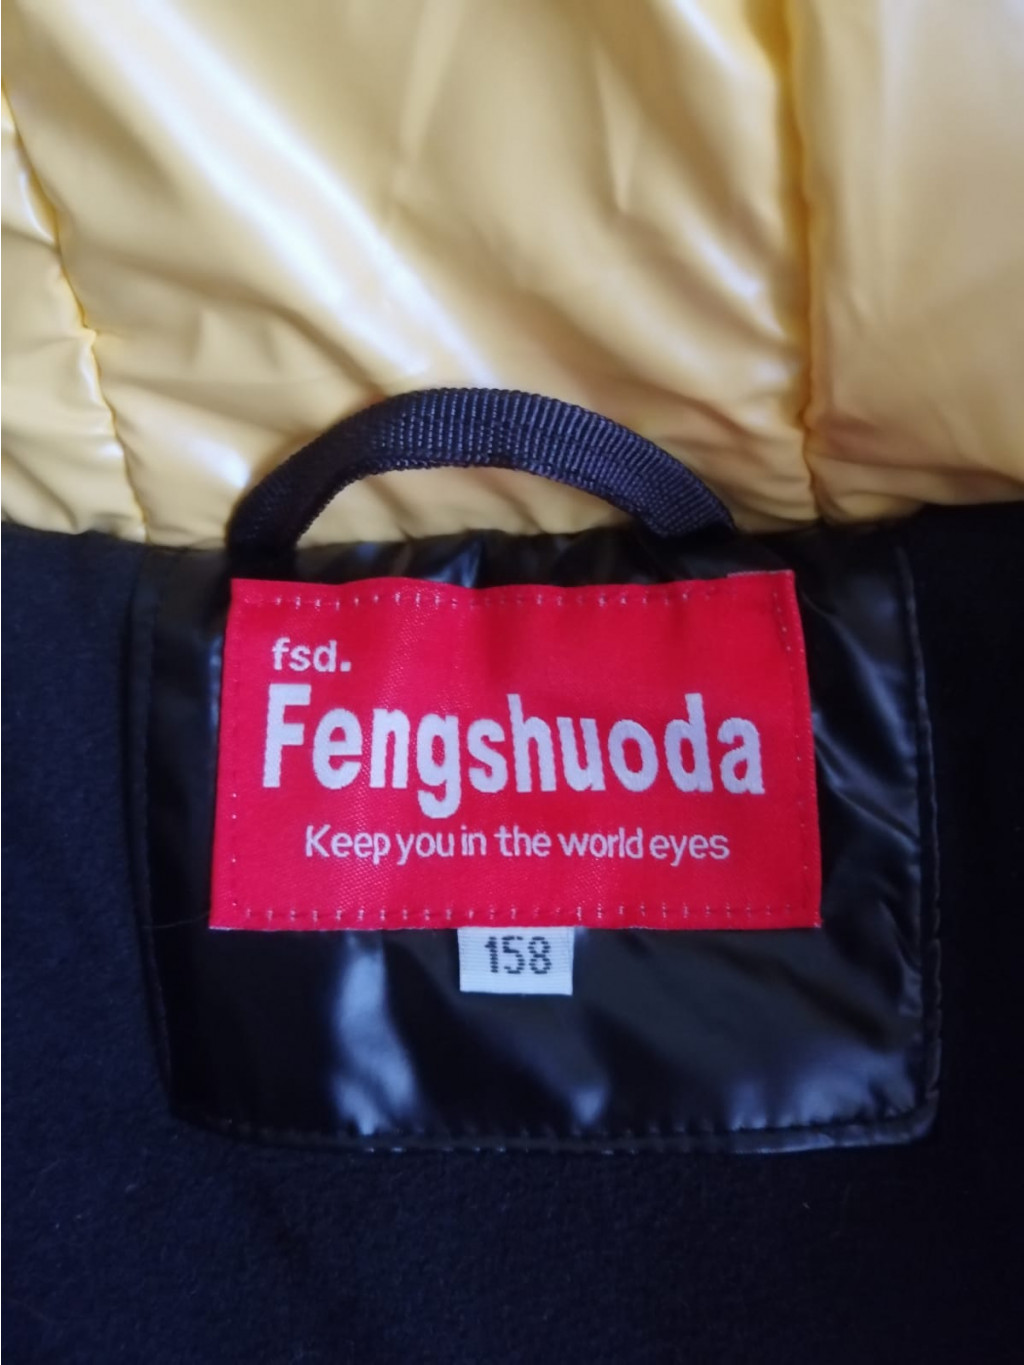 fsd.
Fengshuoda
Keep you in the world eyes
158